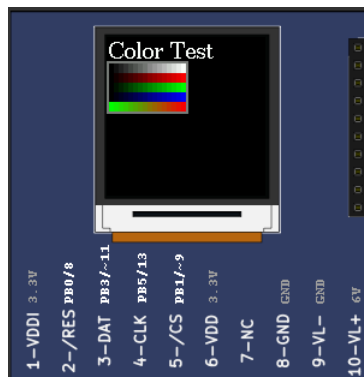 Color Test
1-VDDI 3.3V
2-/RES PB0/8
3-DAT PB3/~11
4-CLK PB5/13
5-/CS PB1/~9
6-VDD 3.3V
7-NC
8-GND GND
9-VL- GND
10-VL+ 6V